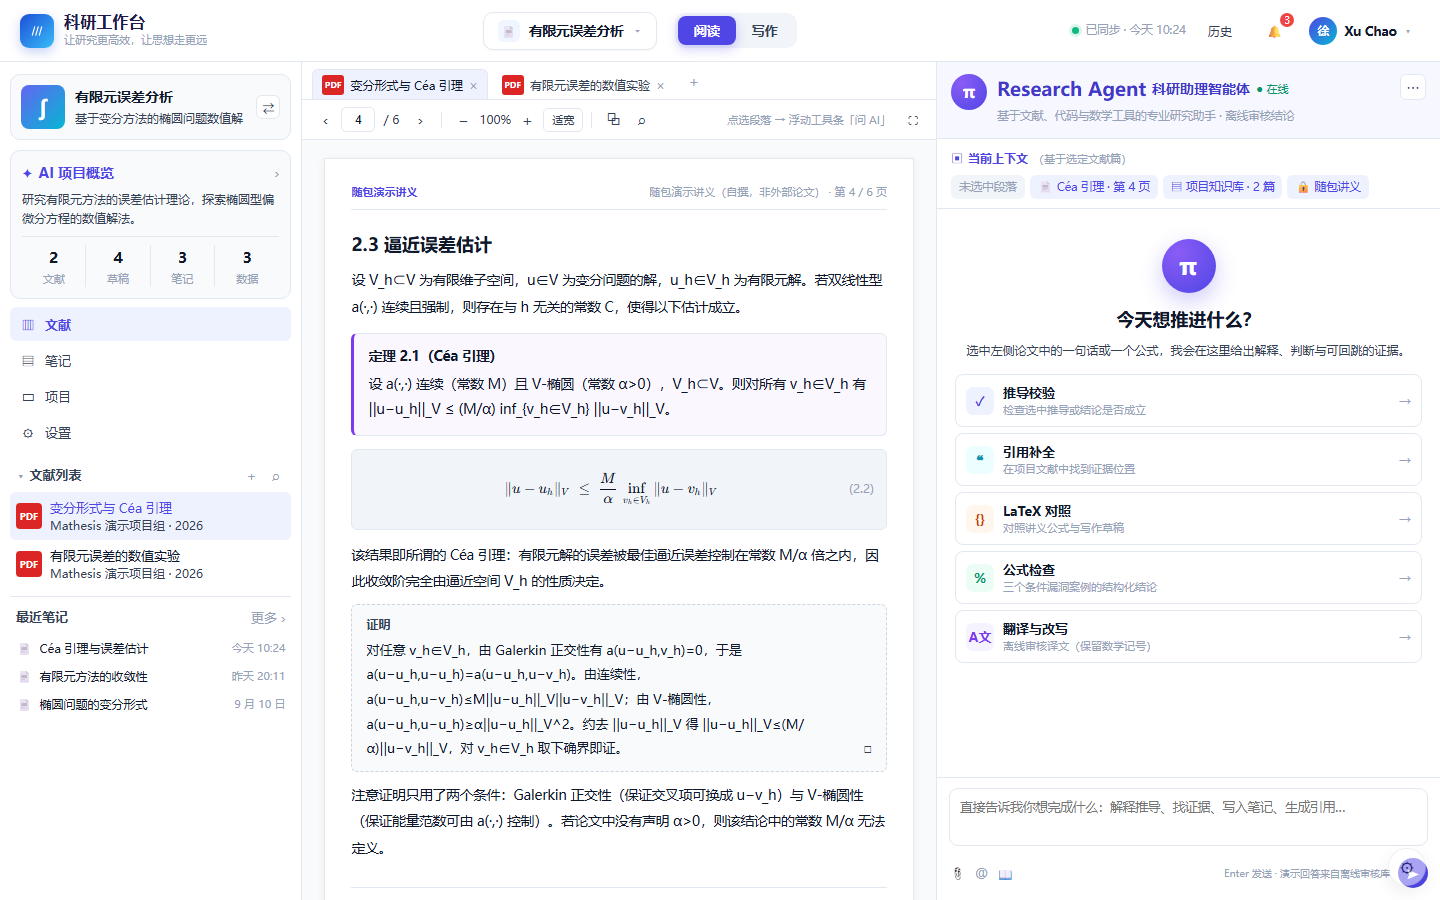 科研工作台
让研究更高效，让思想走更远
有限元误差分析
阅读
写作
已同步 · 今天 10:24
历史
3
徐
Xu Chao
∫
有限元误差分析
基于变分方法的椭圆问题数值解
AI 项目概览
研究有限元方法的误差估计理论，探索椭圆型偏
微分方程的数值解法。
2
4
3
3
文献
草稿
笔记
数据
文献
笔记
项目
设置
文献列表
PDF
变分形式与 Céa 引理
Mathesis 演示项目组 · 2026
PDF
有限元误差的数值实验
Mathesis 演示项目组 · 2026
最近笔记
更多 ›
Céa 引理与误差估计
今天 10:24
有限元方法的收敛性
昨天 20:11
椭圆问题的变分形式
9 月 10 日
PDF 变分形式与 Céa 引理 ×
PDF 有限元误差的数值实验 ×
+
‹ 4 / 6 ›
− 100% + 适宽
点选段落 → 浮动工具条「问 AI」
随包演示讲义
随包演示讲义（自撰，非外部论文） · 第 4 / 6 页
2.3 逼近误差估计
设 V_h⊂V 为有限维子空间，u∈V 为变分问题的解，u_h∈V_h 为有限元解。若双线性型
a(·,·) 连续且强制，则存在与 h 无关的常数 C，使得以下估计成立。
定理 2.1（Céa 引理）
设 a(·,·) 连续（常数 M）且 V-椭圆（常数 α>0），V_h⊂V。则对所有 v_h∈V_h 有
||u−u_h||_V ≤ (M/α) inf_{v_h∈V_h} ||u−v_h||_V。
‖u − u_h‖_V ≤ M/α inf_{v_h∈V_h} ‖u − v_h‖_V (2.2)
该结果即所谓的 Céa 引理：有限元解的误差被最佳逼近误差控制在常数 M/α 倍之内，因
此收敛阶完全由逼近空间 V_h 的性质决定。
证明
对任意 v_h∈V_h，由 Galerkin 正交性有 a(u−u_h,v_h)=0，于是
a(u−u_h,u−u_h)=a(u−u_h,u−v_h)。由连续性，
a(u−u_h,u−v_h)≤M||u−u_h||_V||u−v_h||_V；由 V-椭圆性，
a(u−u_h,u−u_h)≥α||u−u_h||_V^2。约去 ||u−u_h||_V 得 ||u−u_h||_V≤(M/
α)||u−v_h||_V，对 v_h∈V_h 取下确界即证。 □
注意证明只用了两个条件：Galerkin 正交性（保证交叉项可换成 u−v_h）与 V-椭圆性
（保证能量范数可由 a(·,·) 控制）。若论文中没有声明 α>0，则该结论中的常数 M/α 无法
定义。
π
Research Agent 科研助理智能体 ● 在线
基于文献、代码与数学工具的专业研究助手 · 离线审核结论
当前上下文 （基于选定文献篇）
未选中段落
Céa 引理 · 第 4 页
项目知识库 · 2 篇
随包讲义
π
今天想推进什么？
选中左侧论文中的一句话或一个公式，我会在这里给出解释、判断与可回跳的证据。
✓
推导校验
检查选中推导或结论是否成立
→
❝
引用补全
在项目文献中找到证据位置
→
{}
LaTeX 对照
对照讲义公式与写作草稿
→
%
公式检查
三个条件漏洞案例的结构化结论
→
A文
翻译与改写
离线审核译文（保留数学记号）
→
直接告诉我你想完成什么：解释推导、找证据、写入笔记、生成引用...
@
Enter 发送 · 演示回答来自离线审核库